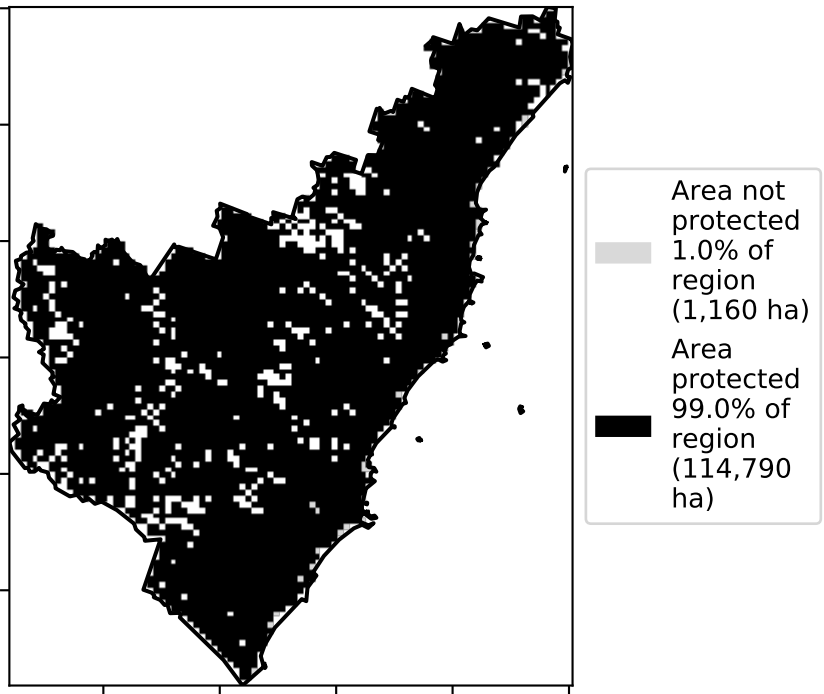 Area not
protected
1.0% of
region
(1,160 ha)
Area
protected
99.0% of
region
(114,790
ha)